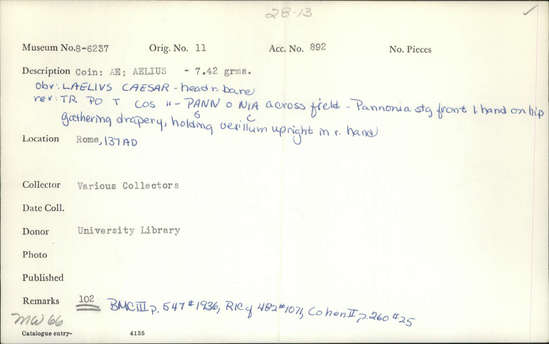 28-13
Museum No. 8-6237 Orig. No. 11 Acc. No. 892 No. Pieces
Description Coin: AE; AELIUS - 7.42 grms.
obv: LAELIVS CAESAR - head r. bare
rev: TR PO T COS II - PANN O NIA across field - Pannonia stg front l hand on hip
S C
gathering drapery, holding vexillum upright in r. hand
Location Rome, 137 AD
Collector Various Collectors
Date Coll.
Donor University Library
Photo
Published
Remarks 102 BMC III p. 547 #1936, RIC 482 #1071, Cohen II p. 260 #25
MW 66
Catalogue entry- 4138